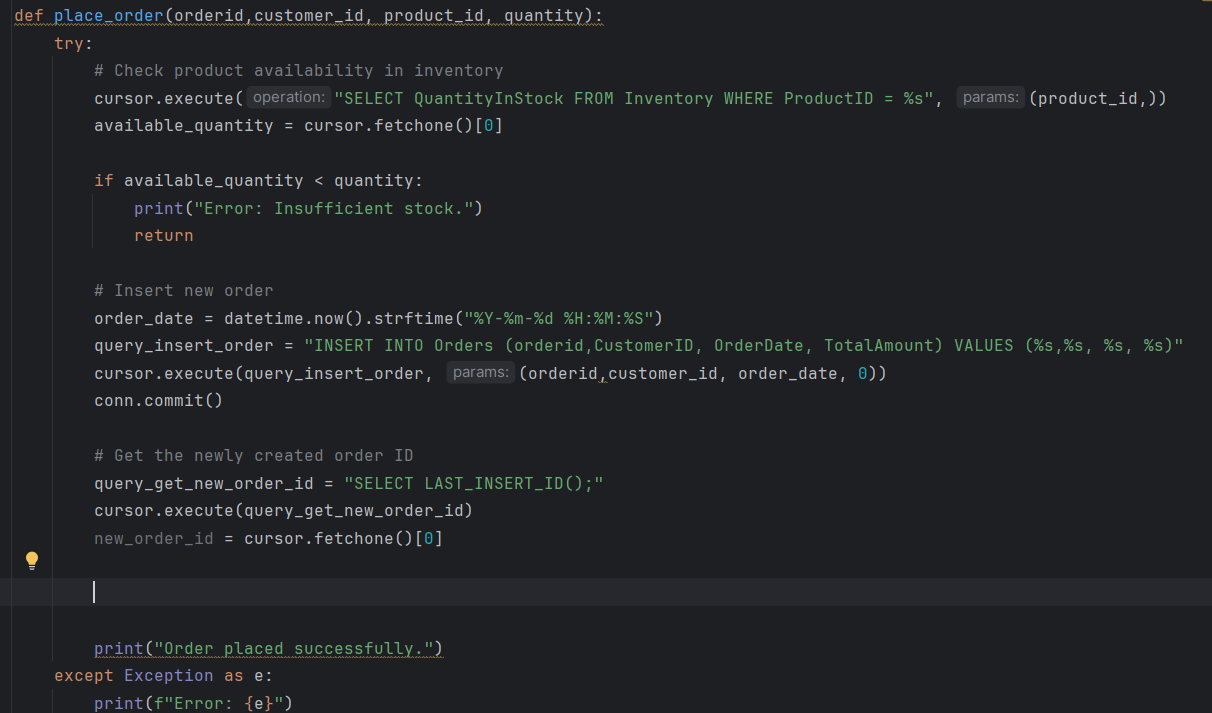 def place_order(orderid,customer_id, product_id, quantity):
    try:
        # Check product availability in inventory
        cursor.execute( operation: "SELECT QuantityInStock FROM Inventory WHERE ProductID = %s",  params: (product_id,))
        available_quantity = cursor.fetchone()[0]
        if available_quantity < quantity:
            print("Error: Insufficient stock.")
            return
        # Insert new order
        order_date = datetime.now().strftime("%Y-%m-%d %H:%M:%S")
        query_insert_order = "INSERT INTO Orders (orderid,CustomerID, OrderDate, TotalAmount) VALUES (%s,%s, %s, %s)"
        cursor.execute(query_insert_order,  params: (orderid,customer_id, order_date, 0))
        conn.commit()
        # Get the newly created order ID
        query_get_new_order_id = "SELECT LAST_INSERT_ID();"
        cursor.execute(query_get_new_order_id)
        new_order_id = cursor.fetchone()[0]
        print("Order placed successfully.")
    except Exception as e:
        print(f"Error: {e}")